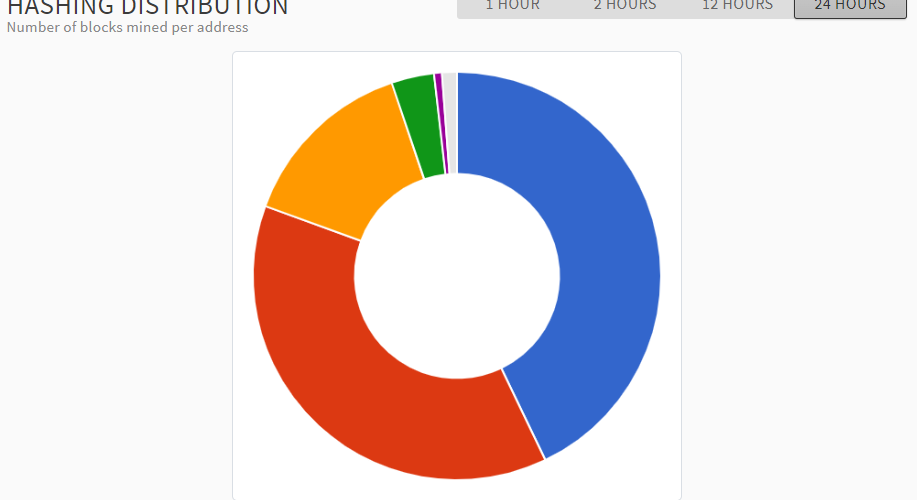 HASHING DISTRIBUTION
Number of blocks mined per address
1 HOUR
2 HOURS
12 HOURS
24 HOURS